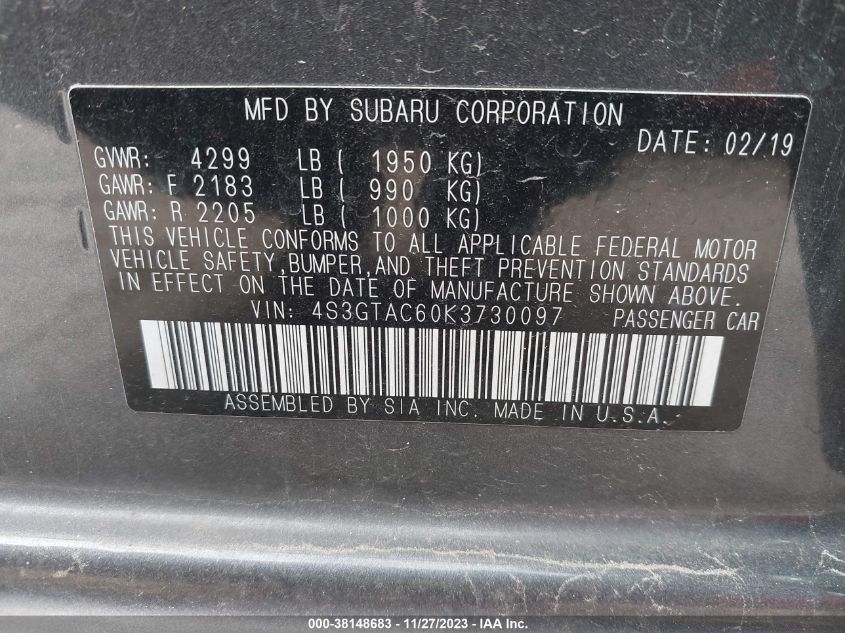 MFD BY SUBARU CORPORATION
DATE: 02/19
GVWR: 4299 LB ( 1950 KG)
GAWR: F 2183 LB ( 990 KG)
GAWR: R 2205 LB ( 1000 KG)
THIS VEHICLE CONFORMS TO ALL APPLICABLE FEDERAL MOTOR
VEHICLE SAFETY,BUMPER,AND THEFT PREVENTION STANDARDS
IN EFFECT ON THE DATE OF MANUFACTURE SHOWN ABOVE.
VIN: 4S3GTAC60K3730097 PASSENGER CAR
ASSEMBLED BY SIA INC. MADE IN U.S.A.
000-38148683 - 11/27/2023 - IAA Inc.